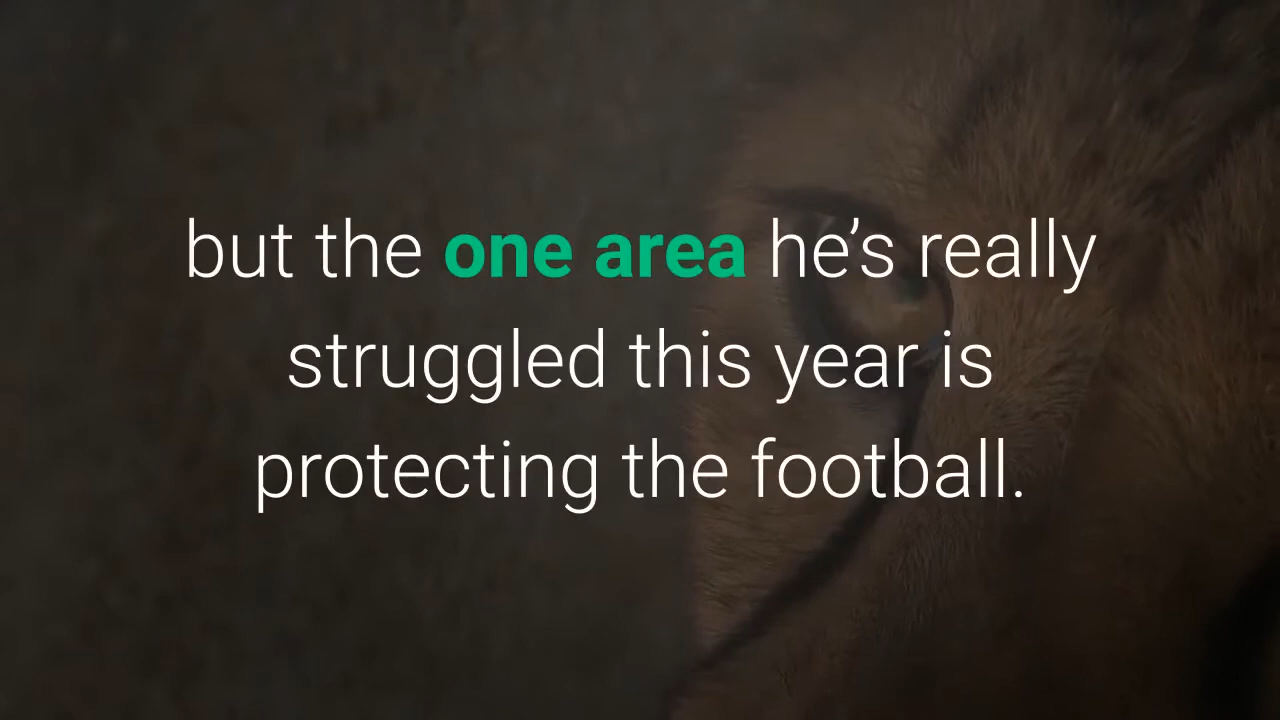 but the one area he’s really
struggled this year is
protecting the football.